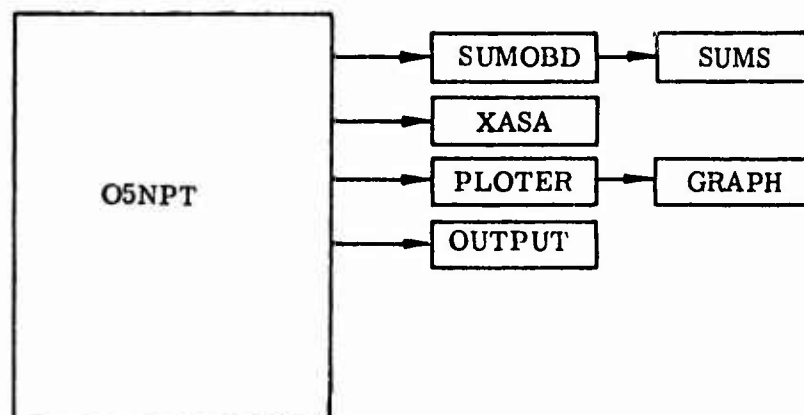 SUMOBD SUMS
XASA
PLOTER GRAPH
O5NPT
OUTPUT